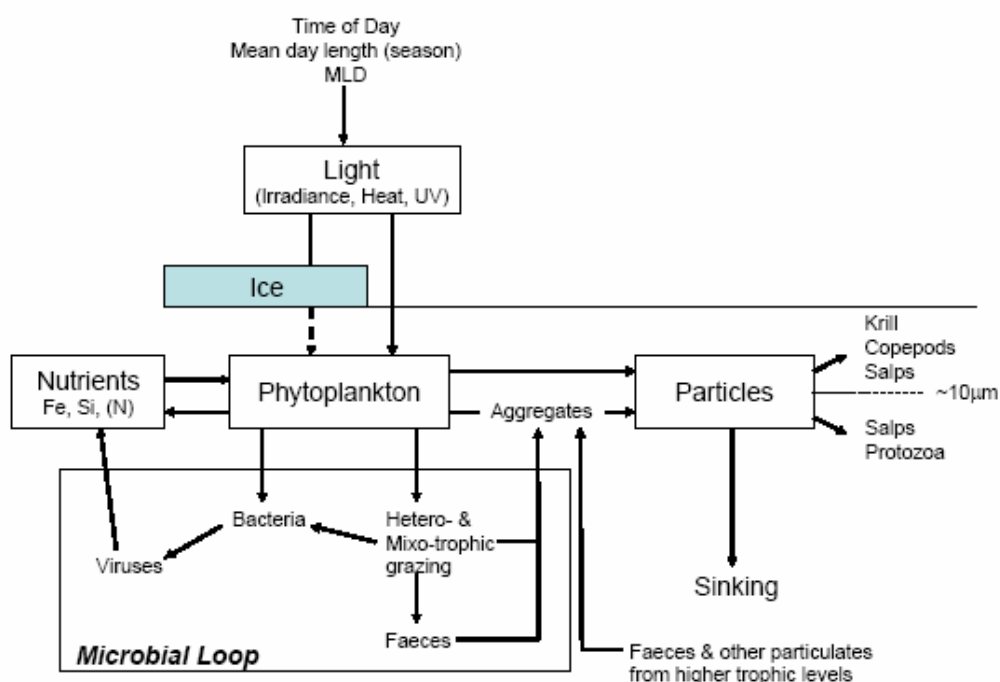 Time of Day
Mean day length (season)
MLD
Light
(Irradiance, Heat, UV)
Ice
Nutrients
Fe, Si, (N)
Phytoplankton
Aggregates
Particles
Krill
Copepods
Salps
~10µm
Salps
Protozoa
Bacteria
Hetero- &
Mixo-trophic
grazing
Viruses
Faeces
Microbial Loop
Sinking
Faeces & other particulates
from higher trophic levels